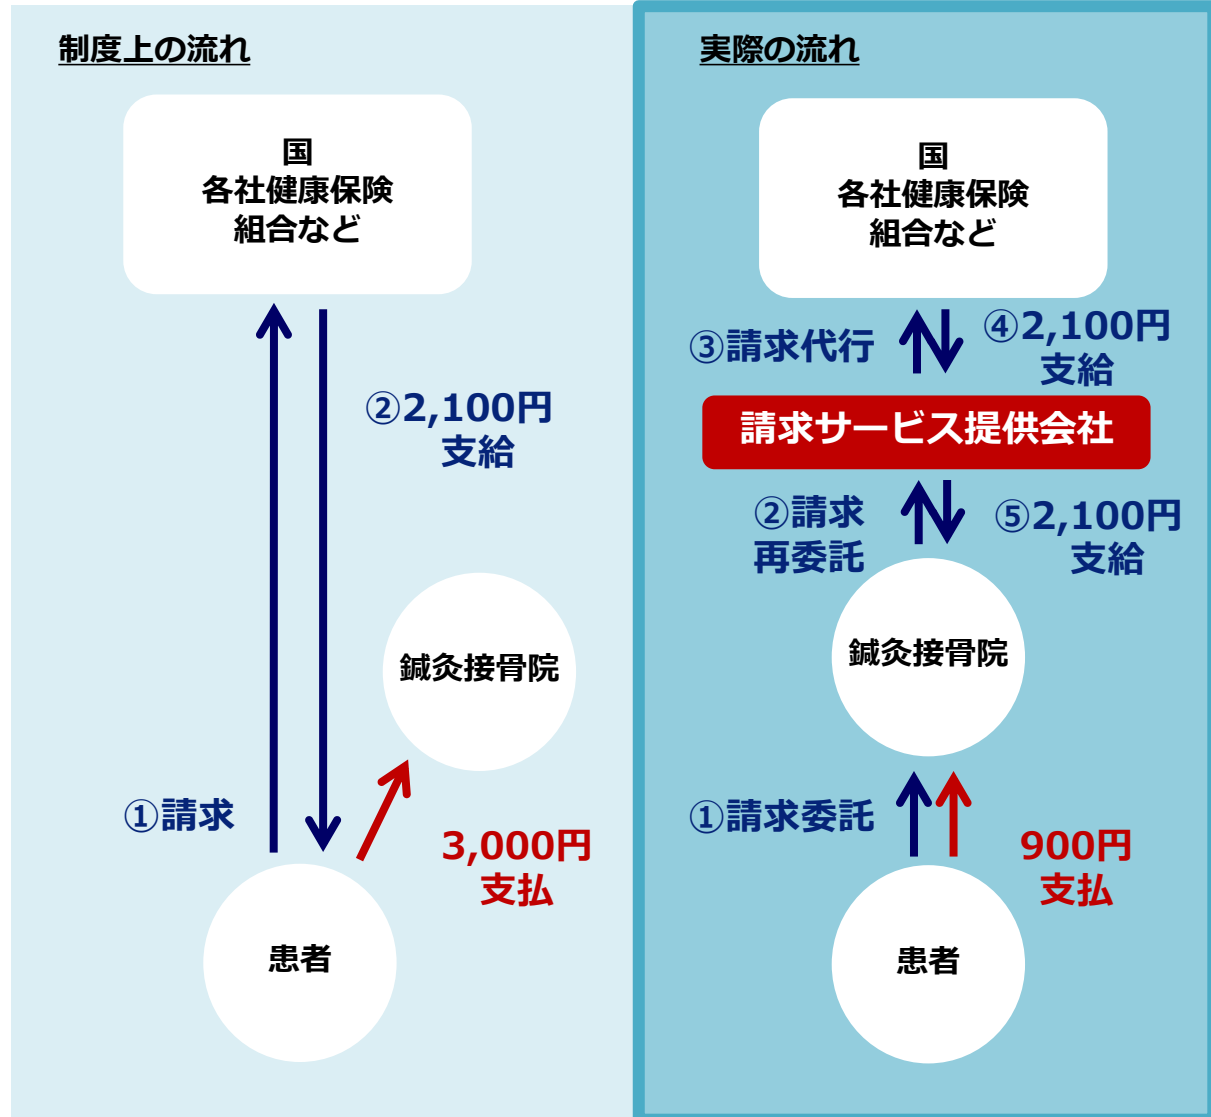 制度上の流れ
国
各社健康保険
組合など
②2,100円
支給
鍼灸接骨院
①請求
3,000円
支払
患者
実際の流れ
国
各社健康保険
組合など
③請求代行
④2,100円
支給
請求サービス提供会社
②請求
再委託
⑤2,100円
支給
鍼灸接骨院
①請求委託
900円
支払
患者